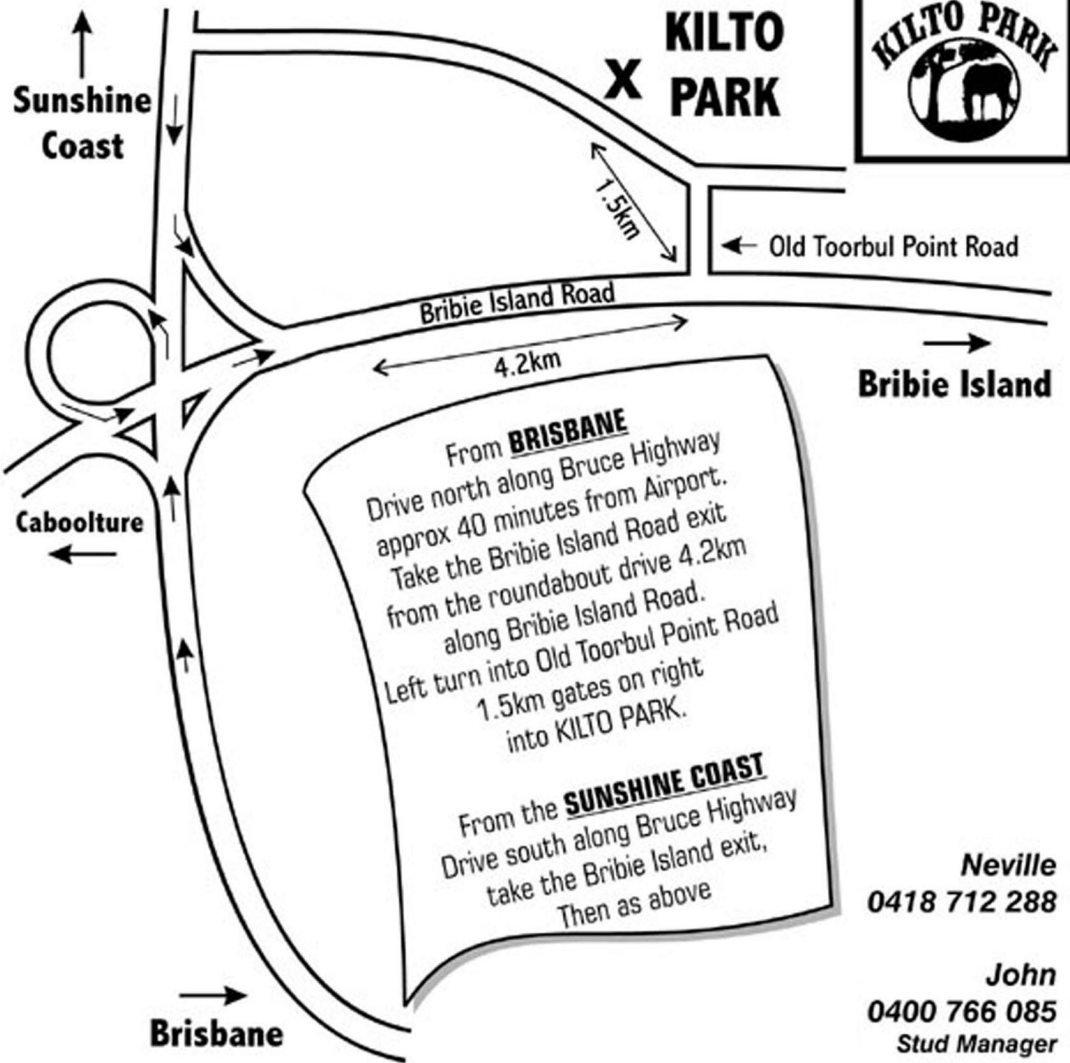 KILTO
PARK
X
KILTO PARK
Sunshine
Coast
1.5km
Old Toorbul Point Road
Bribie Island Road
4.2km
Bribie Island
Caboolture
From BRISBANE
Drive north along Bruce Highway
approx 40 minutes from Airport.
Take the Bribie Island Road exit
from the roundabout drive 4.2km
along Bribie Island Road.
Left turn into Old Toorbul Point Road
1.5km gates on right
into KILTO PARK.
From the SUNSHINE COAST
Drive south along Bruce Highway
take the Bribie Island exit,
Then as above
Neville
0418 712 288
John
0400 766 085
Stud Manager
Brisbane